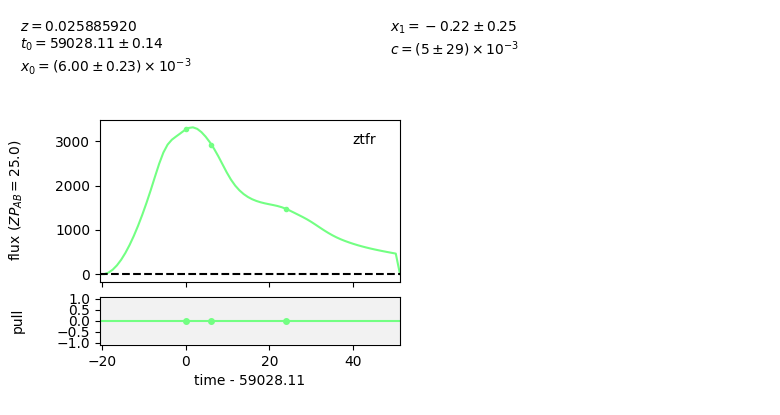 z = 0.025885920
t₀ = 59028.11 ± 0.14
x₀ = (6.00 ± 0.23) × 10⁻³
x₁ = − 0.22 ± 0.25
c = (5 ± 29) × 10⁻³
ztfr
flux (ZP_AB = 25.0)
3000
2000
1000
0
pull
1.0
0.5
0.0
−0.5
−1.0
−20 0 20 40
time - 59028.11